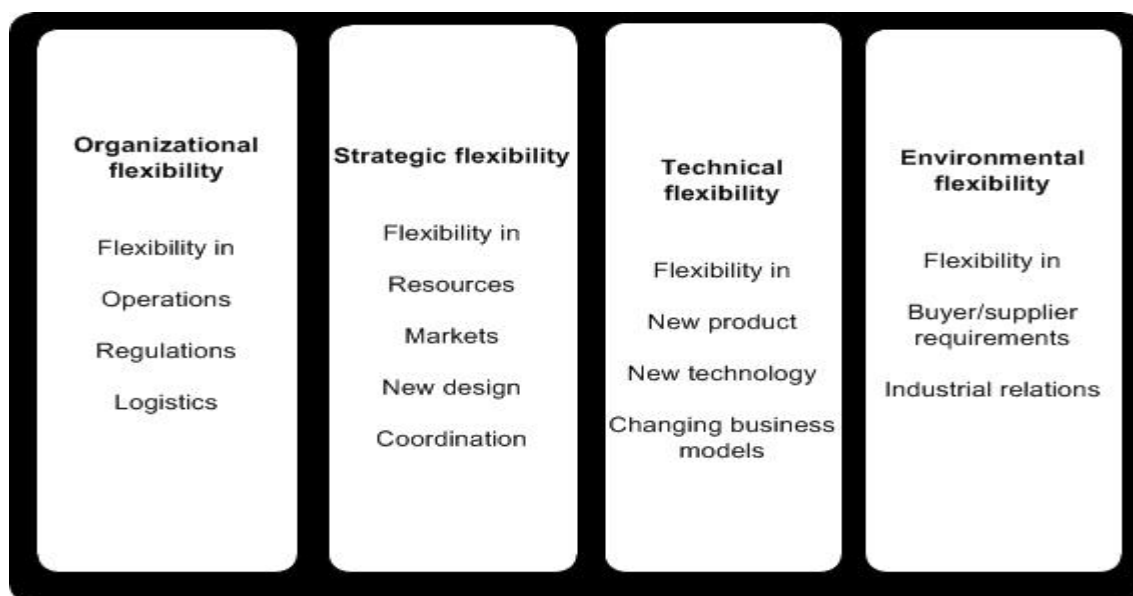 Organizational
flexibility
Flexibility in
Operations
Regulations
Logistics
Strategic flexibility
Flexibility in
Resources
Markets
New design
Coordination
Technical
flexibility
Flexibility in
New product
New technology
Changing business
models
Environmental
flexibility
Flexibility in
Buyer/supplier
requirements
Industrial relations